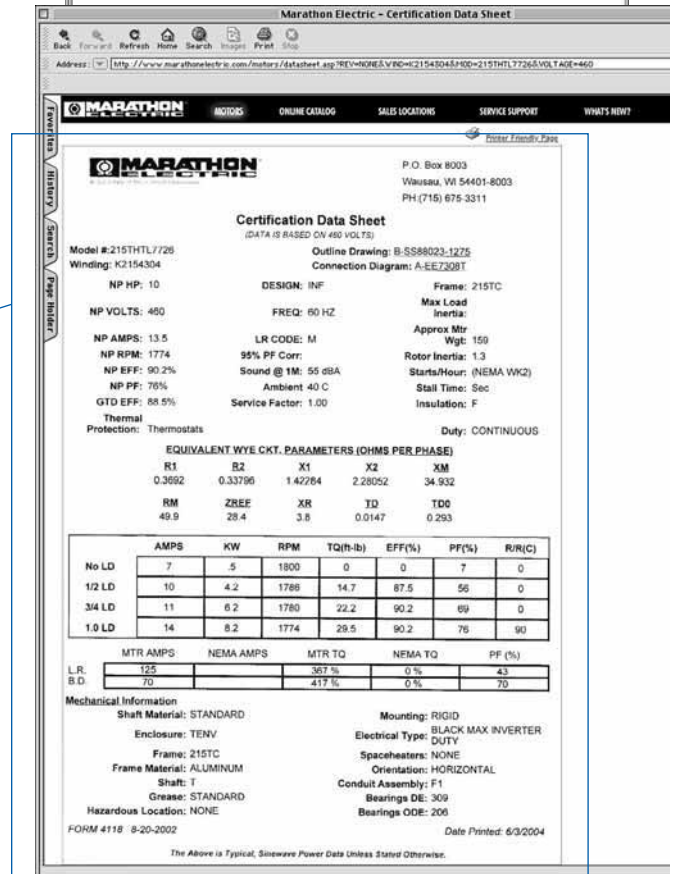 Marathon Electric - Certification Data Sheet
Back Forward Refresh Home Search Images Print Stop
Address: http://www.marathonelectric.com/motors/datasheet.asp?REV=NONE&WIND=K2154304&MOD=215THTL7726&VOLTAGE=460
MARATHON ELECTRIC MOTORS ONLINE CATALOG SALES LOCATIONS SERVICE SUPPORT WHAT'S NEW?
Favorites
History
Search
Page Holder
Printer Friendly Page
MARATHON ELECTRIC
P.O. Box 8003
Wausau, WI 54401-8003
PH:(715) 675-3311
Certification Data Sheet
(DATA IS BASED ON 460 VOLTS)
Model #:215THTL7726 Outline Drawing: B-SS88023-1275
Winding: K2154304 Connection Diagram: A-EE7308T
NP HP: 10 DESIGN: INF Frame: 215TC
NP VOLTS: 460 FREQ: 60 HZ Max Load Inertia:
NP AMPS: 13.5 LR CODE: M Approx Mtr Wgt: 159
NP RPM: 1774 95% PF Corr: Rotor Inertia: 1.3
NP EFF: 90.2% Sound @ 1M: 55 dBA Starts/Hour: (NEMA WK2)
NP PF: 76% Ambient 40 C Stall Time: Sec
GTD EFF: 88.5% Service Factor: 1.00 Insulation: F
Thermal Protection: Thermostats Duty: CONTINUOUS
EQUIVALENT WYE CKT. PARAMETERS (OHMS PER PHASE)
R1 R2 X1 X2 XM
0.3692 0.33796 1.42264 2.28052 34.932
RM ZREF XR TD TD0
49.9 28.4 3.8 0.0147 0.293
AMPS KW RPM TQ(ft-lb) EFF(%) PF(%) R/R(C)
No LD 7 .5 1800 0 0 7 0
1/2 LD 10 4.2 1786 14.7 87.5 56 0
3/4 LD 11 6.2 1780 22.2 90.2 69 0
1.0 LD 14 8.2 1774 29.5 90.2 76 90
MTR AMPS NEMA AMPS MTR TQ NEMA TQ PF (%)
L.R. 125 367 % 0 % 43
B.D. 70 417 % 0 % 70
Mechanical Information
Shaft Material: STANDARD Mounting: RIGID
Enclosure: TENV Electrical Type: BLACK MAX INVERTER DUTY
Frame: 215TC Spaceheaters: NONE
Frame Material: ALUMINUM Orientation: HORIZONTAL
Shaft: T Conduit Assembly: F1
Grease: STANDARD Bearings DE: 309
Hazardous Location: NONE Bearings ODE: 206
FORM 4118 8-20-2002 Date Printed: 6/3/2004
The Above is Typical, Sinewave Power Data Unless Stated Otherwise.